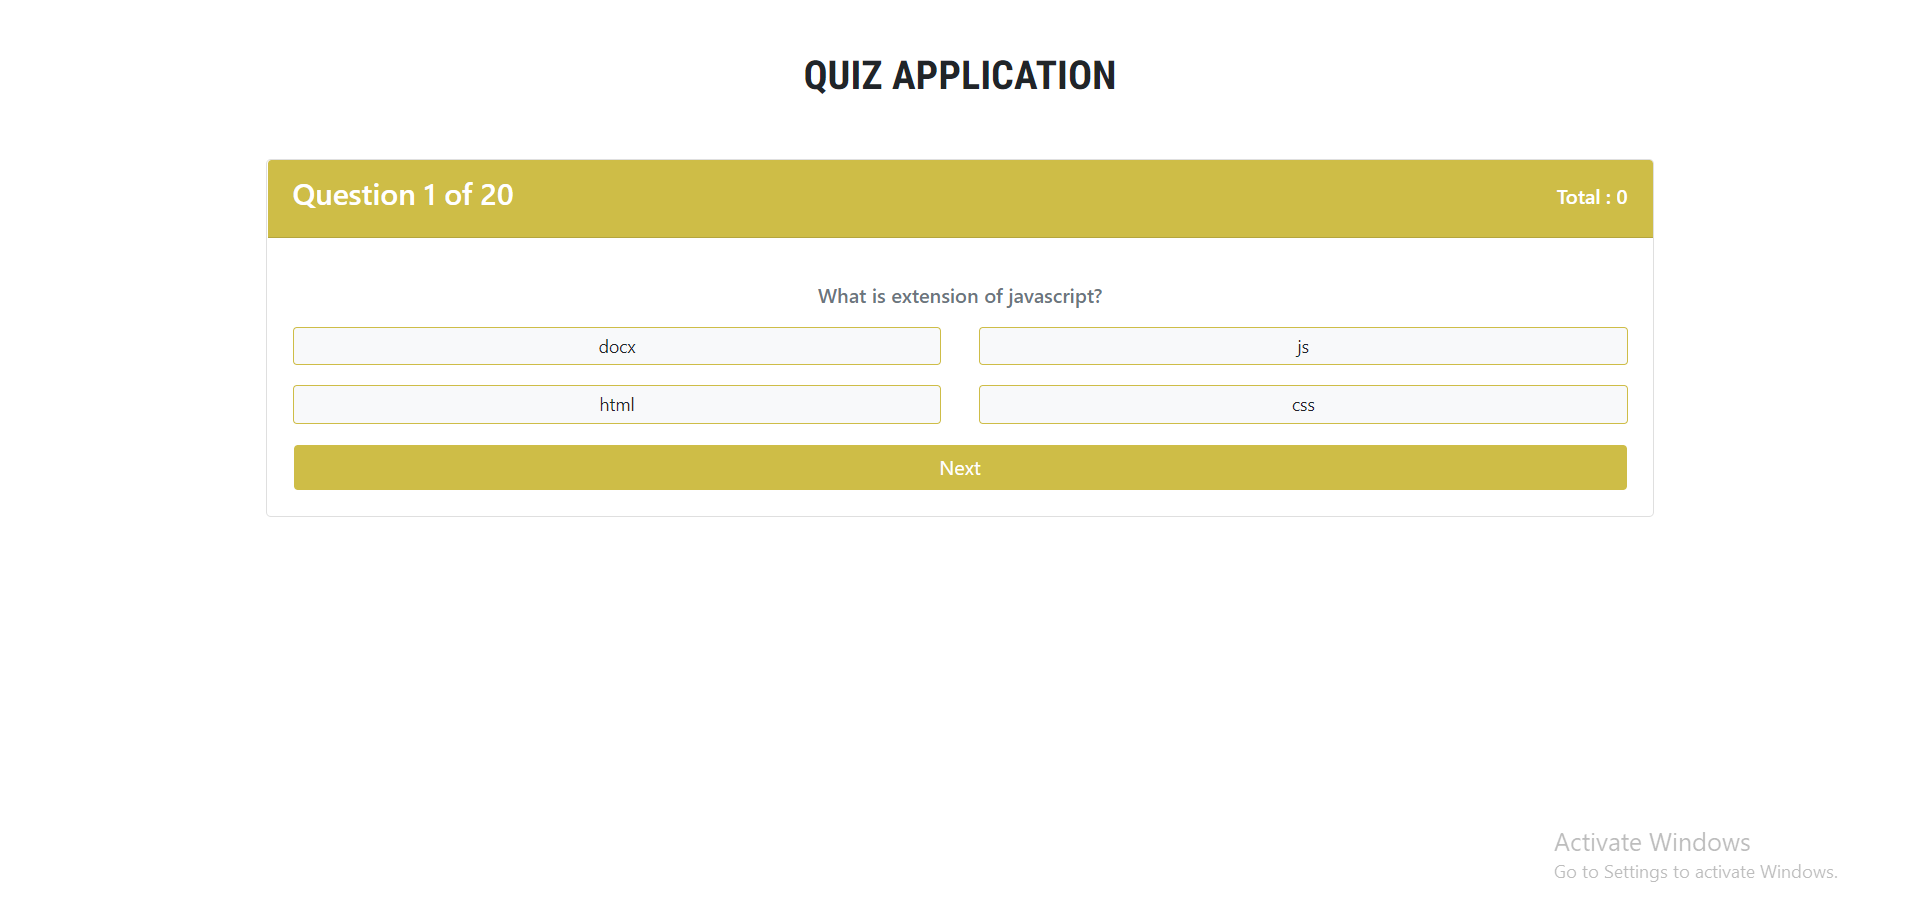 QUIZ APPLICATION
Question 1 of 20
Total : 0
What is extension of javascript?
docx
js
html
css
Next
Activate Windows
Go to Settings to activate Windows.